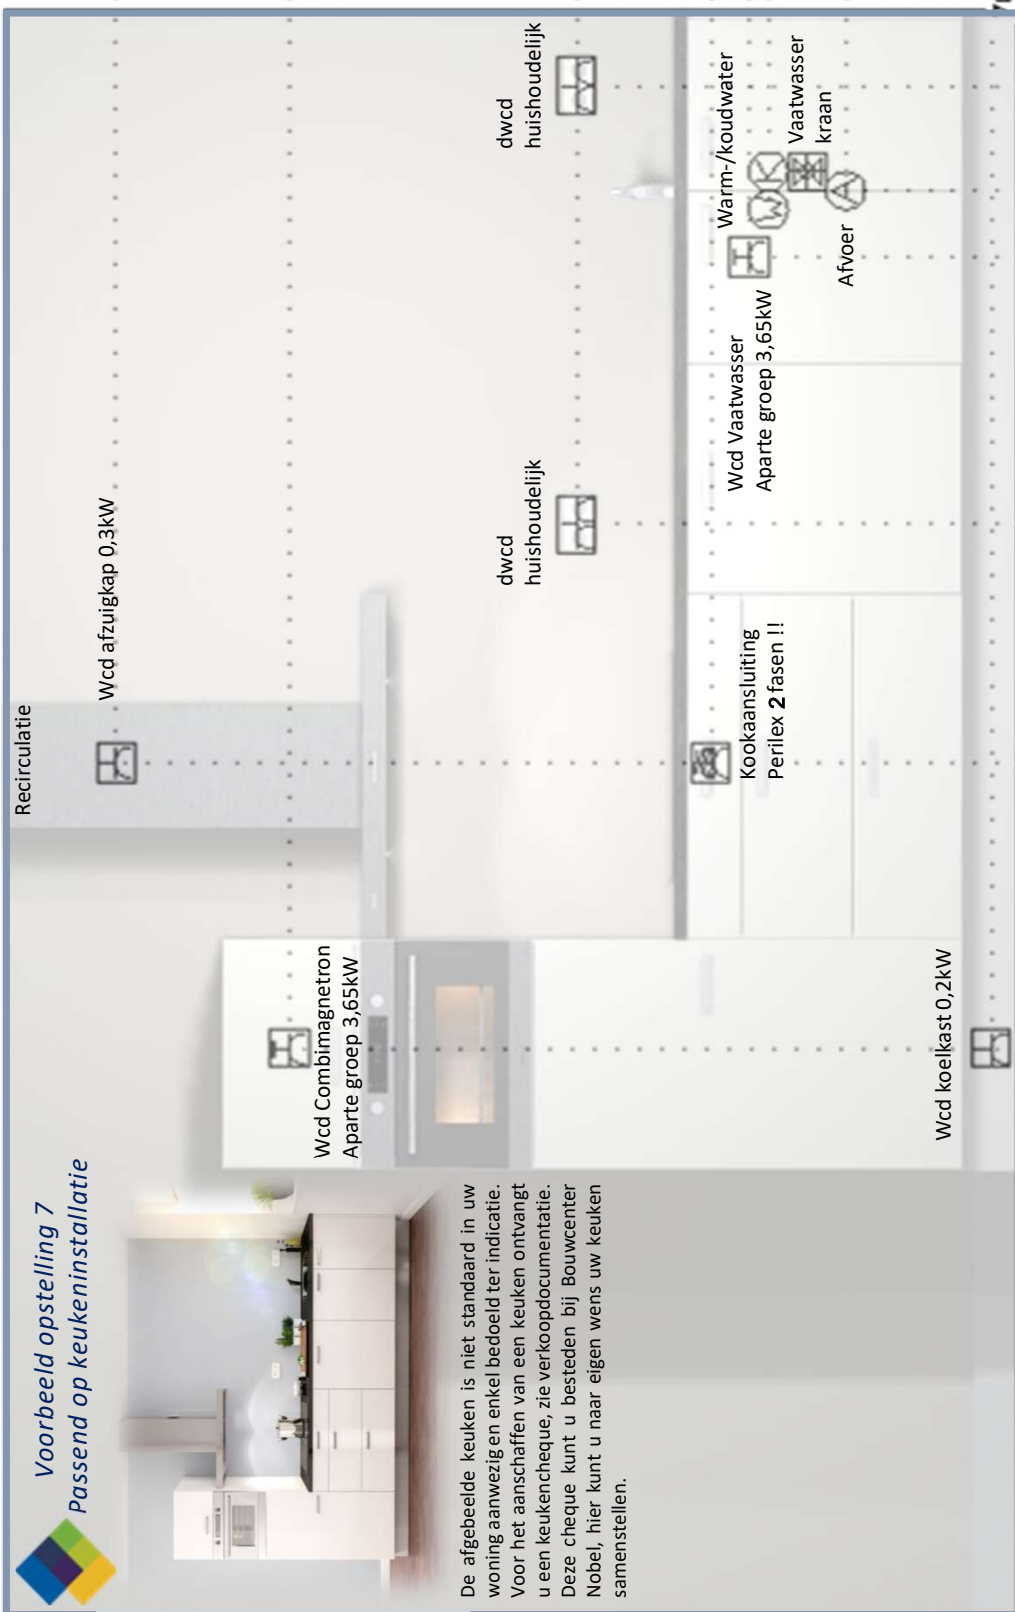 Voorbeeld opstelling 7
Passend op keukeninstallatie
De afgebeelde keuken is niet standaard in uw
woning aanwezig en enkel bedoeld ter indicatie.
Voor het aanschaffen van een keuken ontvangt
u een keukencheque, zie verkoopdocumentatie.
Deze cheque kunt u besteden bij Bouwcenter
Nobel, hier kunt u naar eigen wens uw keuken
samenstellen.
Recirculatie
Wcd afzuigkap 0,3kW
Wcd Combimagnetron
Aparte groep 3,65kW
dwcd
huishoudelijk
dwcd
huishoudelijk
Kookaansluiting
Perilex 2 fasen !!
Wcd Vaatwasser
Aparte groep 3,65kW
Warm-/koudwater
W K
Vaatwasser
kraan
A
Afvoer
Wcd koelkast 0,2kW